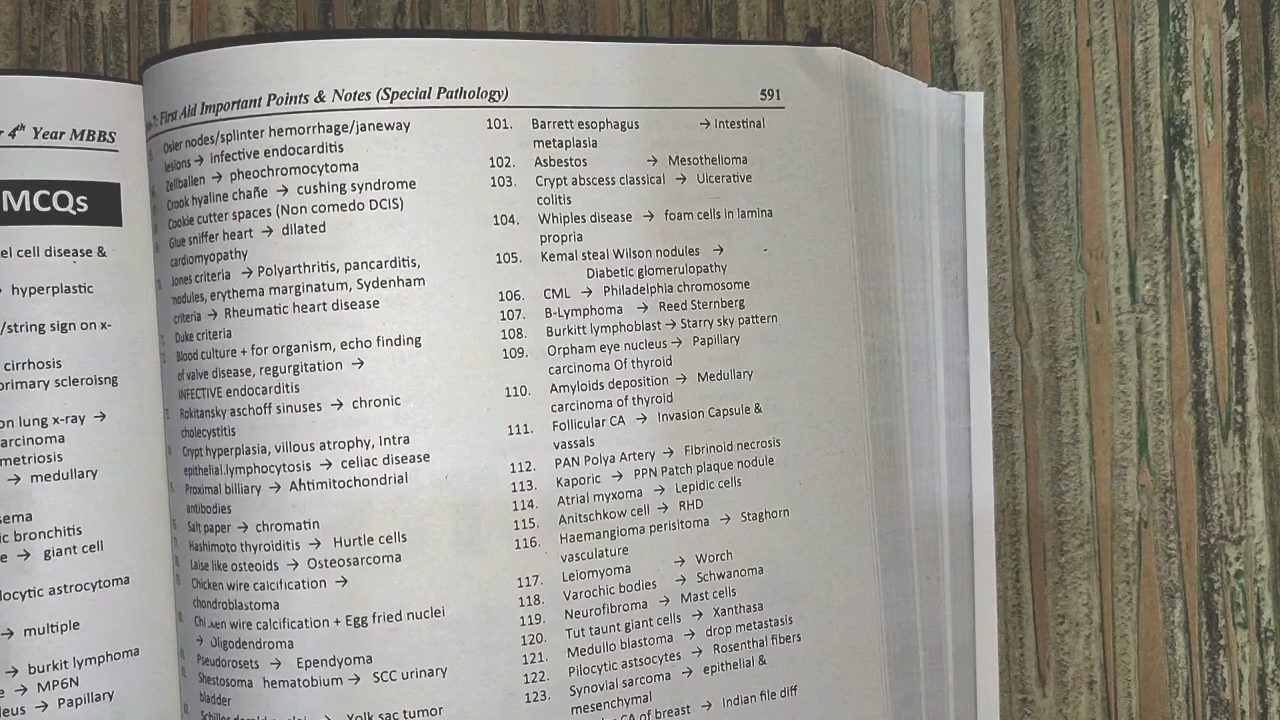 r 4th Year MBBS
MCQs
el cell disease &
hyperplastic
/string sign on x-
cirrhosis
primary scleroisng
on lung x-ray →
arcinoma
metriosis
→ medullary
sema
ic bronchitis
e → giant cell
locytic astrocytoma
→ multiple
→ burkit lymphoma
e → MP6N
leus → Papillary
First Aid Important Points & Notes (Special Pathology)
591
Osler nodes/splinter hemorrhage/janeway
lesions → infective endocarditis
Zellballen → pheochromocytoma
Crook hyaline chañe → cushing syndrome
Cookie cutter spaces (Non comedo DCIS)
Glue sniffer heart → dilated
cardiomyopathy
Jones criteria → Polyarthritis, pancarditis,
nodules, erythema marginatum, Sydenham
criteria → Rheumatic heart disease
Duke criteria
Blood culture + for organism, echo finding
of valve disease, regurgitation →
INFECTIVE endocarditis
Rokitansky aschoff sinuses → chronic
cholecystitis
Crypt hyperplasia, villous atrophy, Intra
epithelial.lymphocytosis → celiac disease
Proximal billiary → Ahtimitochondrial
antibodies
Salt paper → chromatin
Hashimoto thyroiditis → Hurtle cells
Laise like osteoids → Osteosarcoma
Chicken wire calcification →
chondroblastoma
wire calcification + Egg fried nuclei
→ Oligodendroma
Pseudorosets → Ependyoma
Shestosoma hematobium → SCC urinary
bladder
→ Yolk sac tumor
101. Barrett esophagus → Intestinal
metaplasia
102. Asbestos → Mesothelioma
103. Crypt abscess classical → Ulcerative
colitis
104. Whiples disease → foam cells in lamina
propria
105. Kemal steal Wilson nodules →
Diabetic glomerulopathy
106. CML → Philadelphia chromosome
107. B-Lymphoma → Reed Sternberg
108. Burkitt lymphoblast → Starry sky pattern
109. Orpham eye nucleus → Papillary
carcinoma Of thyroid
110. Amyloids deposition → Medullary
carcinoma of thyroid
111. Follicular CA → Invasion Capsule &
vassals
112. PAN Polya Artery → Fibrinoid necrosis
113. Kaporic → PPN Patch plaque nodule
114. Atrial myxoma → Lepidic cells
115. Anitschkow cell → RHD
116. Haemangioma perisitoma → Staghorn
vasculature
117. Leiomyoma → Worch
118. Varochic bodies → Schwanoma
119. Neurofibroma → Mast cells
120. Tut taunt giant cells → Xanthasa
121. Medullo blastoma → drop metastasis
122. Pilocytic astsocytes → Rosenthal fibers
123. Synovial sarcoma → epithelial &
mesenchymal
CA of breast → Indian file diff